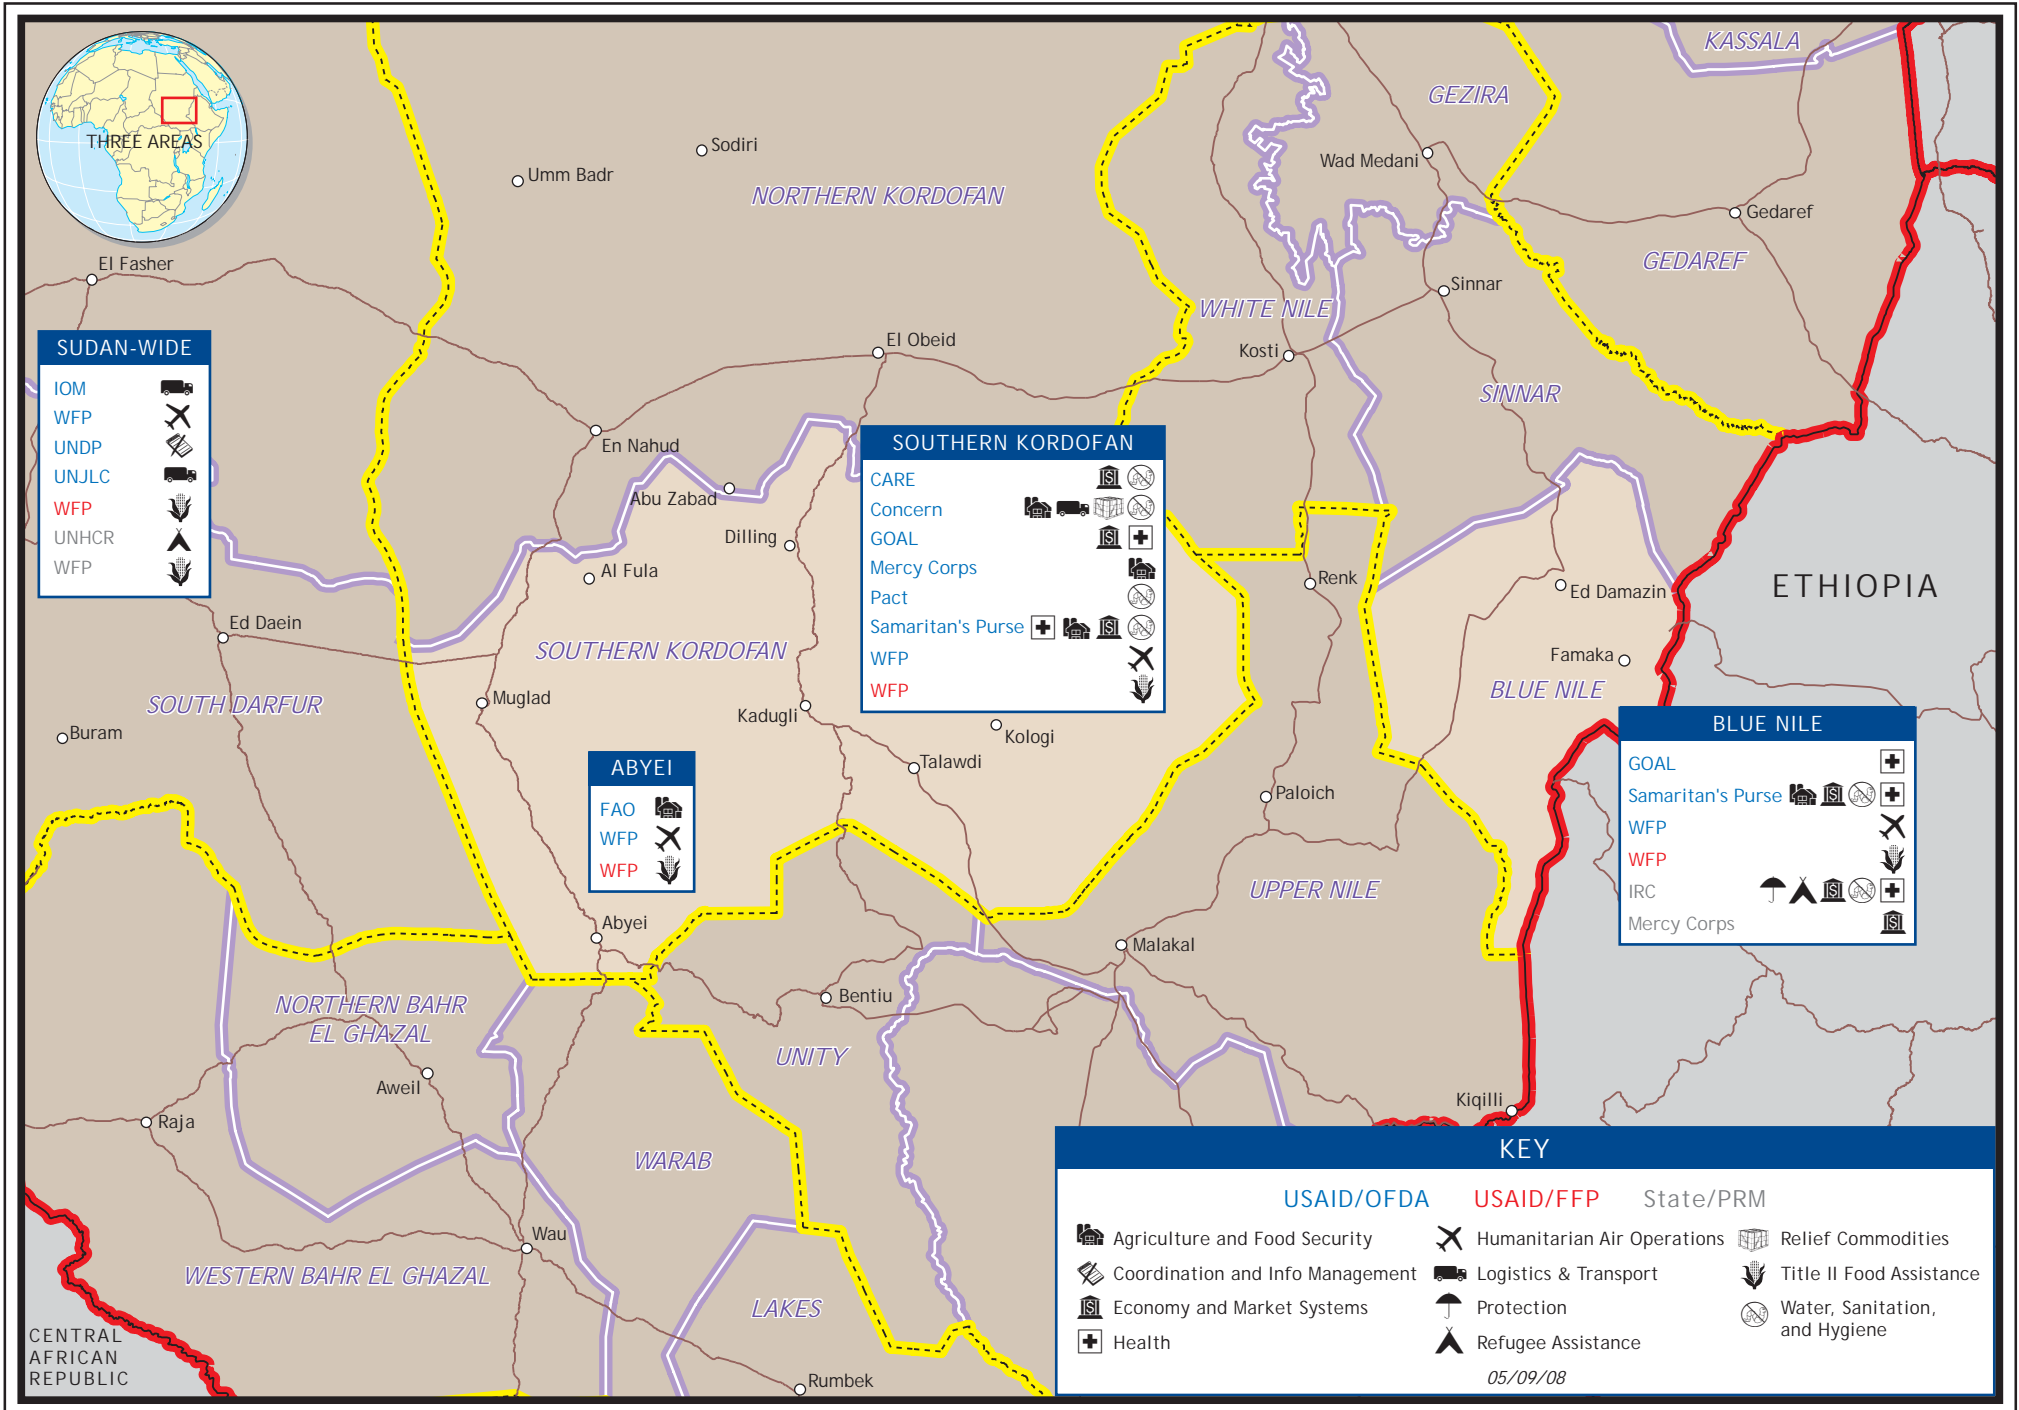 KASSALA
GEZIRA
THREE AREAS
Sodiri
Umm Badr
Wad Medani
NORTHERN KORDOFAN
Gedaref
El Fasher
GEDAREF
Sinnar
WHITE NILE
El Obeid
Kosti
SINNAR
SUDAN-WIDE
IOM
WFP
UNDP
UNJLC
WFP
UNHCR
WFP
En Nahud
Abu Zabad
Dilling
Al Fula
SOUTHERN KORDOFAN
CARE
Concern
GOAL
Mercy Corps
Pact
Samaritan's Purse
WFP
WFP
Renk
Ed Damazin
ETHIOPIA
Ed Daein
SOUTHERN KORDOFAN
Famaka
BLUE NILE
SOUTH DARFUR
Muglad
Kadugli
Buram
Kologi
Talawdi
ABYEI
FAO
WFP
WFP
Paloich
BLUE NILE
GOAL
Samaritan's Purse
WFP
WFP
IRC
Mercy Corps
UPPER NILE
Abyei
Malakal
Bentiu
NORTHERN BAHR
EL GHAZAL
UNITY
Aweil
Kiqilli
Raja
WARAB
Wau
WESTERN BAHR EL GHAZAL
LAKES
CENTRAL
AFRICAN
REPUBLIC
Rumbek
KEY
USAID/OFDA USAID/FFP State/PRM
Agriculture and Food Security
Coordination and Info Management
Economy and Market Systems
Health
Humanitarian Air Operations
Logistics & Transport
Protection
Refugee Assistance
Relief Commodities
Title II Food Assistance
Water, Sanitation,
and Hygiene
05/09/08